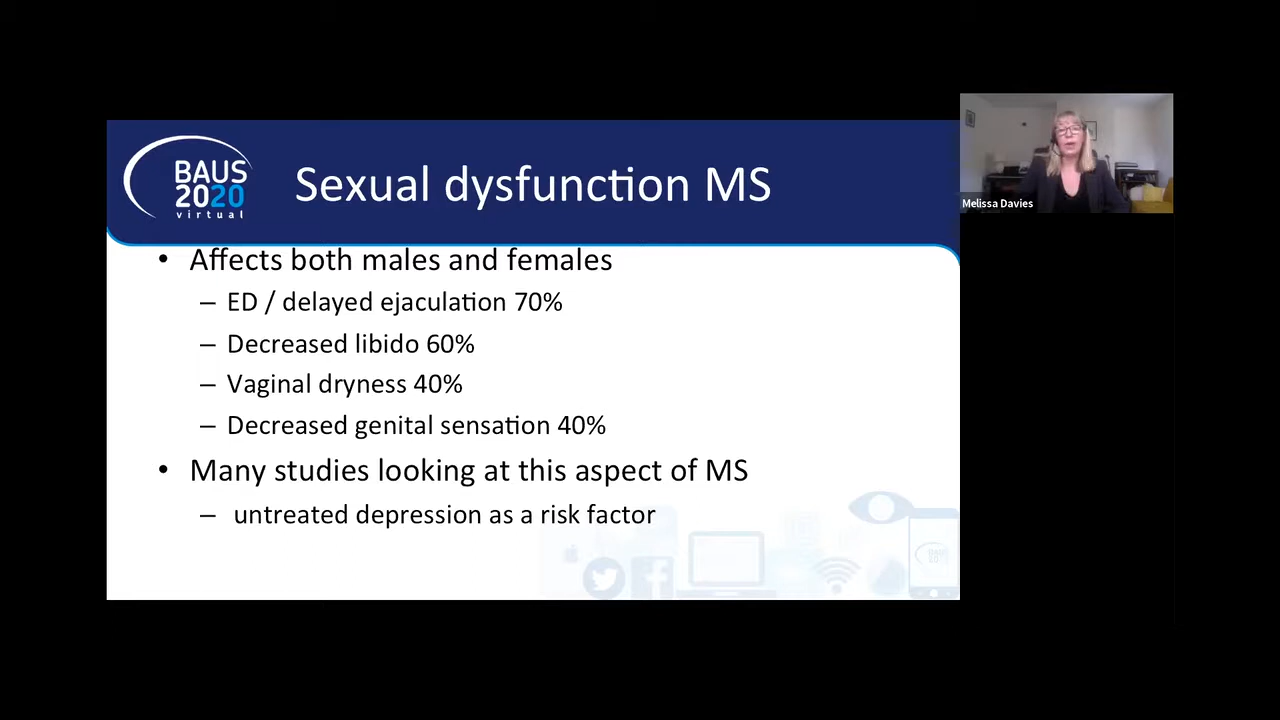 BAUS
2020
virtual
Sexual dysfunction MS
• Affects both males and females
– ED / delayed ejaculation 70%
– Decreased libido 60%
– Vaginal dryness 40%
– Decreased genital sensation 40%
• Many studies looking at this aspect of MS
– untreated depression as a risk factor
Melissa Davies
BAUS